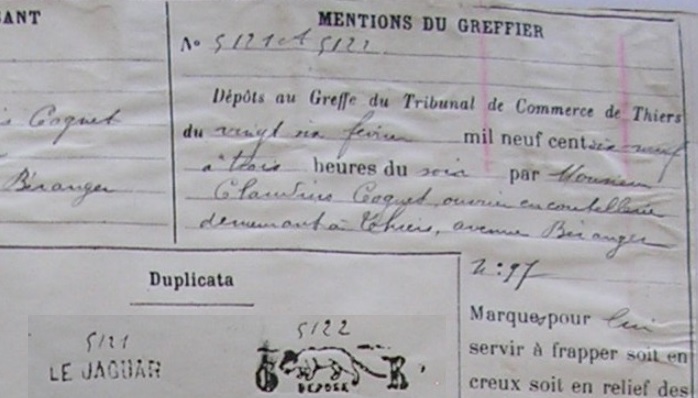 ANT
s Coquet
Béranger
MENTIONS DU GREFFIER
No 5121 et 5122
Dépôts au Greffe du Tribunal de Commerce de Thiers
du vingt six février mil neuf cent neuf
à trois heures du soir par Monsieur
Claudius Coquet ouvrier en coutellerie
demeurant à Thiers, avenue Béranger
n: 97
Marque pour lui
servir à frapper soit en
creux soit en relief des
Duplicata
5121
LE JAGUAR
5122
G DEPOSE R